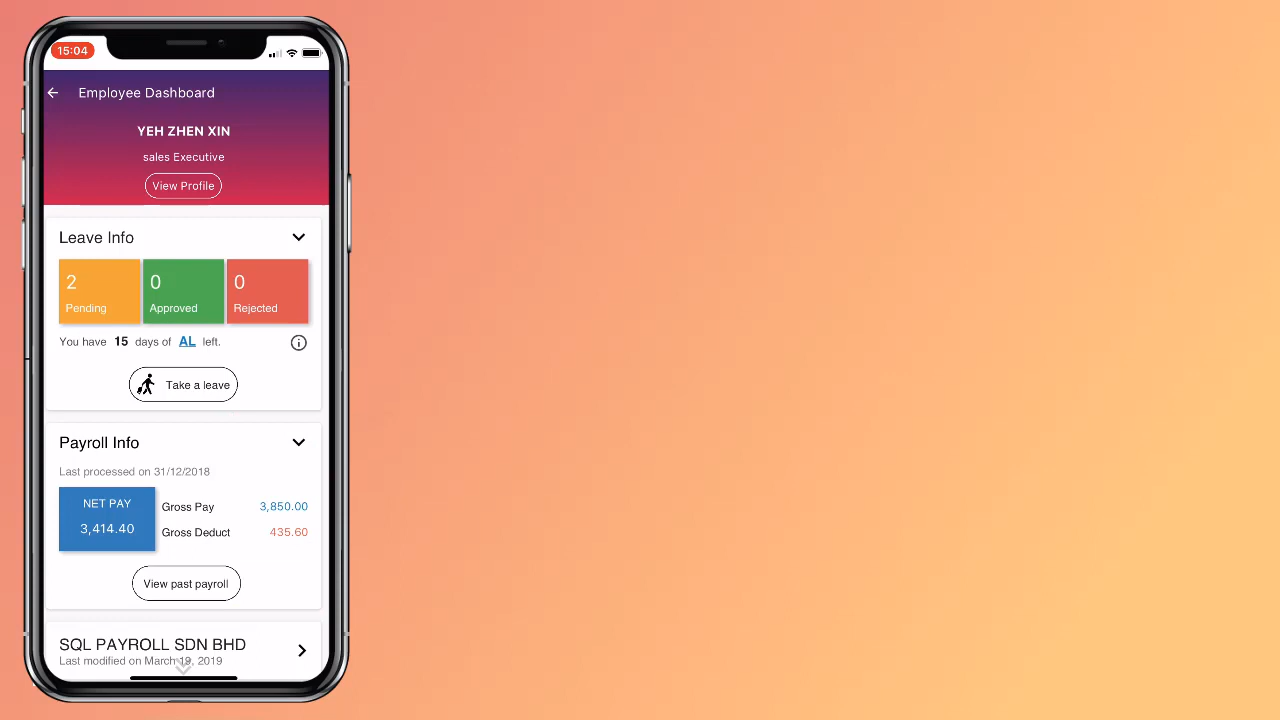 15:04
Employee Dashboard
YEH ZHEN XIN
sales Executive
View Profile
Leave Info
2 0 0
Pending Approved Rejected
You have 15 days of AL left.
Take a leave
Payroll Info
Last processed on 31/12/2018
NET PAY
3,414.40
Gross Pay 3,850.00
Gross Deduct 435.60
View past payroll
SQL PAYROLL SDN BHD
Last modified on March 19, 2019